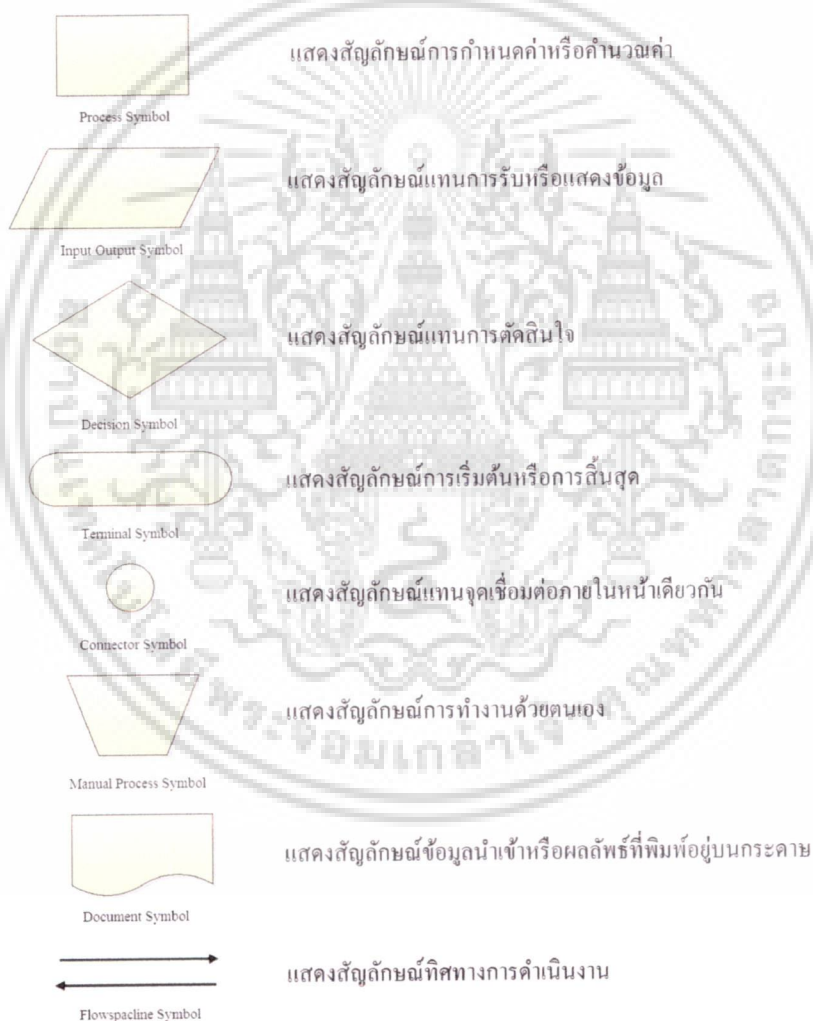 แสดงสัญลักษณ์การกำหนดค่าหรือคำนวณค่า
Process Symbol
แสดงสัญลักษณ์แทนการรับหรือแสดงข้อมูล
Input Output Symbol
แสดงสัญลักษณ์แทนการตัดสินใจ
Decision Symbol
แสดงสัญลักษณ์การเริ่มต้นหรือการสิ้นสุด
Terminal Symbol
แสดงสัญลักษณ์แทนจุดเชื่อมต่อภายในหน้าเดียวกัน
Connector Symbol
แสดงสัญลักษณ์การทำงานด้วยตนเอง
Manual Process Symbol
แสดงสัญลักษณ์ข้อมูลนำเข้าหรือผลลัพธ์ที่พิมพ์อยู่บนกระดาษ
Document Symbol
แสดงสัญลักษณ์ทิศทางการดำเนินงาน
Flowspacline Symbol